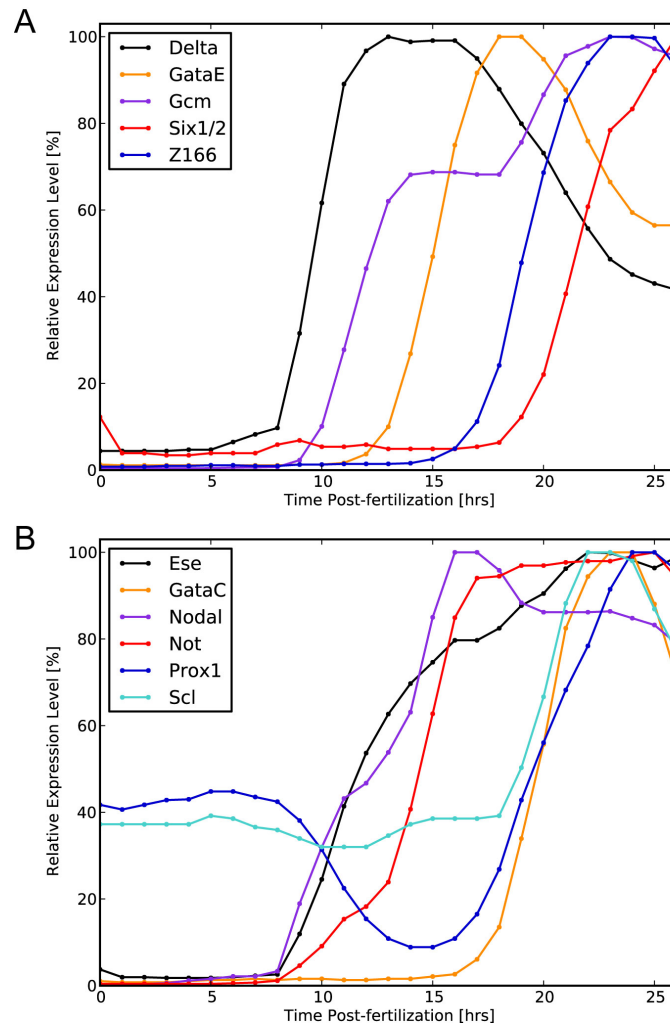 A
100
80
60
40
20
0
Relative Expression Level [%]
Delta
GataE
Gcm
Six1/2
Z166
0 5 10 15 20 25
Time Post-fertilization [hrs]
B
100
80
60
40
20
0
Relative Expression Level [%]
Ese
GataC
Nodal
Not
Prox1
Scl
0 5 10 15 20 25
Time Post-fertilization [hrs]